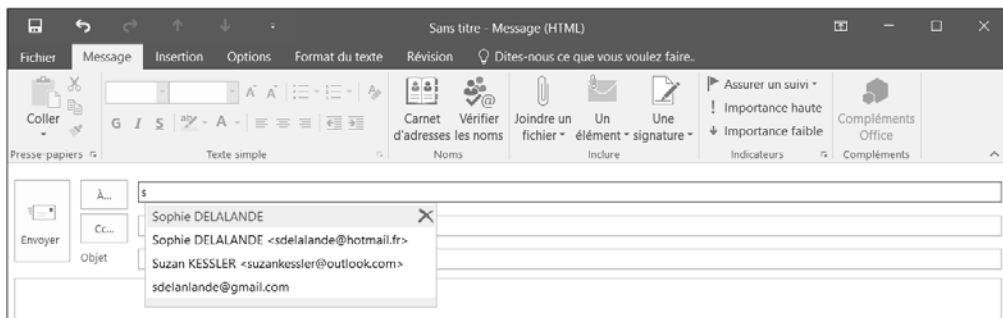 Sans titre - Message (HTML)
Fichier Message Insertion Options Format du texte Révision Dites-nous ce que vous voulez faire..
Coller
G I S aby A
A A
Carnet d'adresses
Vérifier les noms
Joindre un fichier
Un élément
Une signature
Assurer un suivi
Importance haute
Importance faible
Compléments Office
Presse-papiers Texte simple Noms Inclure Indicateurs Compléments
Envoyer
À... s
Cc...
Objet
Sophie DELALANDE
Sophie DELALANDE <sdelalande@hotmail.fr>
Suzan KESSLER <suzankessler@outlook.com>
sdelanlande@gmail.com